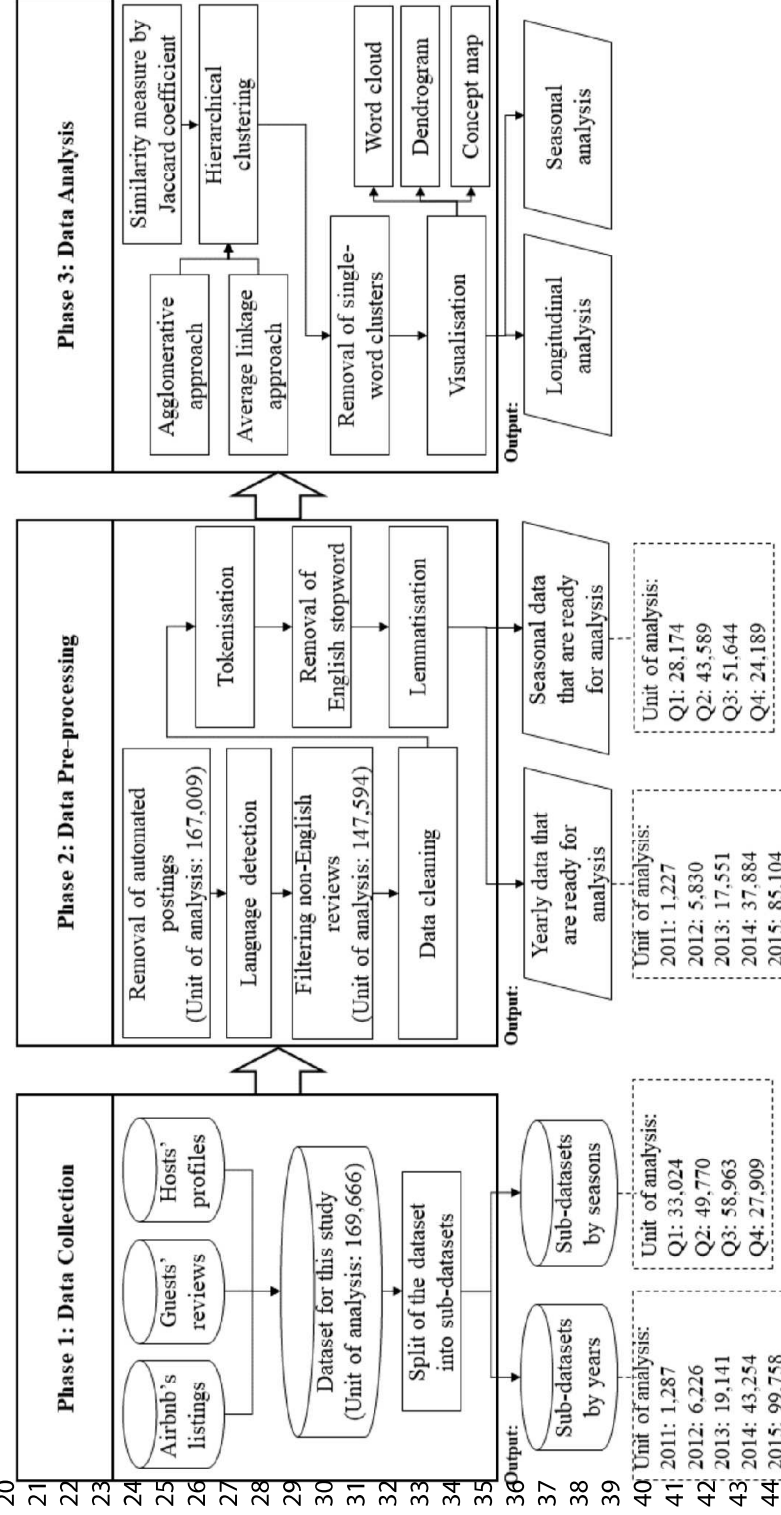 20
21
22
23
24
25
26
27
28
29
30
31
32
33
34
35
36
37
38
39
40
41
42
43
44
Phase 1: Data Collection
Airbnb's
listings
Guests'
reviews
Hosts'
profiles
Dataset for this study
(Unit of analysis: 169,666)
Split of the dataset
into sub-datasets
Output:
Sub-datasets
by years
Sub-datasets
by seasons
Unit of analysis:
2011: 1,287
2012: 6,226
2013: 19,141
2014: 43,254
2015: 99,758
Unit of analysis:
Q1: 33,024
Q2: 49,770
Q3: 58,963
Q4: 27,909
Phase 2: Data Pre-processing
Removal of automated
postings
(Unit of analysis: 167,009)
Language detection
Filtering non-English
reviews
(Unit of analysis: 147,594)
Data cleaning
Tokenisation
Removal of
English stopword
Lemmatisation
Output:
Yearly data that
are ready for
analysis
Seasonal data
that are ready
for analysis
Unit of analysis:
2011: 1,227
2012: 5,830
2013: 17,551
2014: 37,884
2015: 85,104
Unit of analysis:
Q1: 28,174
Q2: 43,589
Q3: 51,644
Q4: 24,189
Phase 3: Data Analysis
Agglomerative
approach
Average linkage
approach
Similarity measure by
Jaccard coefficient
Hierarchical
clustering
Removal of single-
word clusters
Visualisation
Word cloud
Dendrogram
Concept map
Output:
Longitudinal
analysis
Seasonal
analysis